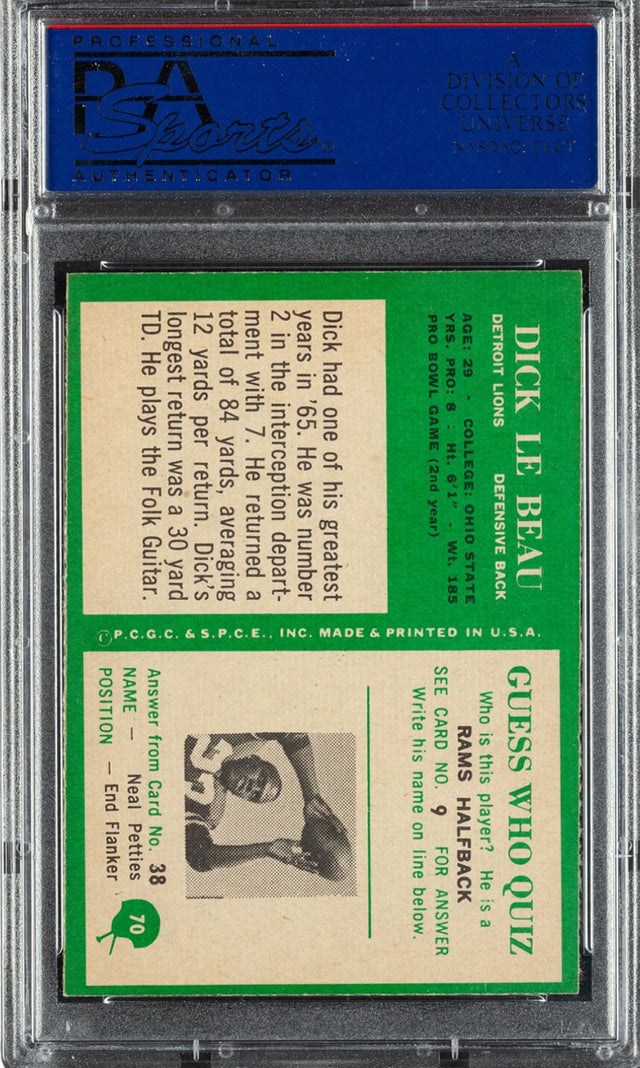 PROFESSIONAL
PSA
Sports®
AUTHENTICATOR
A
DIVISION OF
COLLECTORS
UNIVERSE
NASDAQ: CLCT
DICK LE BEAU
DETROIT LIONS DEFENSIVE BACK
AGE: 29 - COLLEGE: OHIO STATE
YRS. PRO: 8 - Ht. 6'1" - Wt. 185
PRO BOWL GAME (2nd year)
Dick had one of his greatest
years in '65. He was number
2 in the interception depart-
ment with 7. He returned a
total of 84 yards, averaging
12 yards per return. Dick's
longest return was a 30 yard
TD. He plays the Folk Guitar.
©P.C.G.C. & S.P.C.E., INC. MADE & PRINTED IN U.S.A.
GUESS WHO QUIZ
Who is this player? He is a
RAMS HALFBACK
SEE CARD NO. 9 FOR ANSWER
Write his name on line below.
Answer from Card No. 38
NAME — Neal Petties
POSITION — End Flanker
70